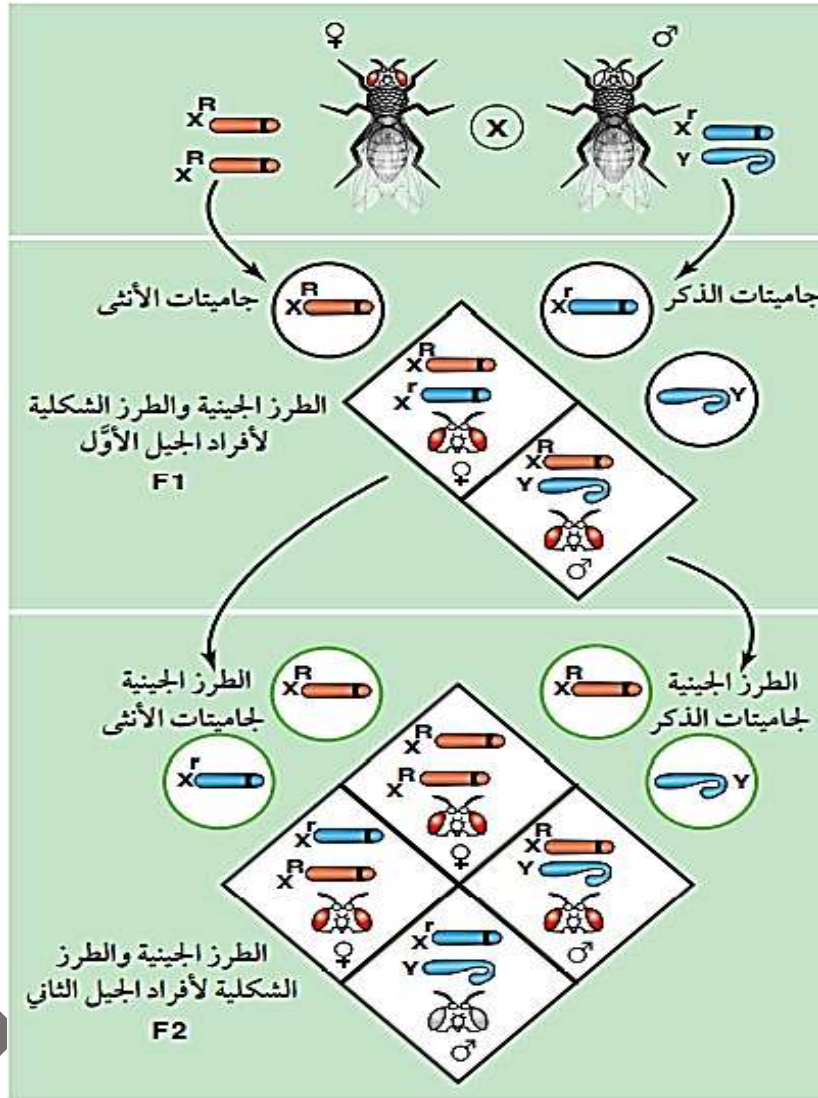 ♀ ♂
X^R X^r
X^R Y
X
جاميتات الأنثى X^R X^r جاميتات الذكر
Y
X^R
X^r
♀
X^R
Y
♂
الطرز الجينية والطرز الشكلية
لأفراد الجيل الأوَّل
F1
الطرز الجينية
لجاميتات الأنثى
X^R
X^r
الطرز الجينية
لجاميتات الذكر
X^R
Y
X^R
X^R
♀
X^r
X^R
♀
X^R
Y
♂
X^r
Y
♂
الطرز الجينية والطرز
الشكلية لأفراد الجيل الثاني
F2